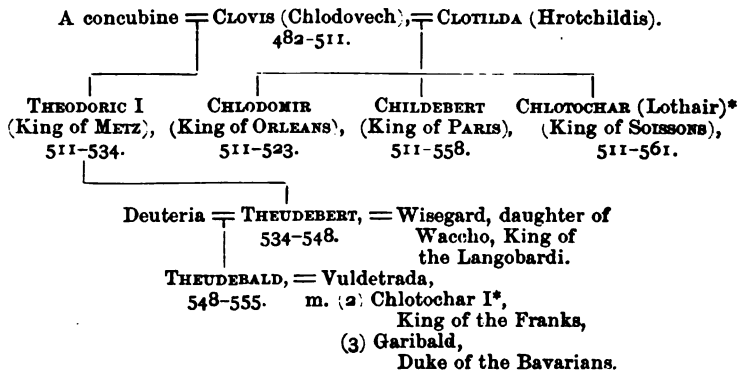 A concubine = CLOVIS (Chlodovech), = CLOTILDA (Hrotchildis).
482-511.
THEODORIC I CHLODOMIR CHILDEBERT CHLOTOCHAR (Lothair)*
(King of METZ), (King of ORLEANS), (King of PARIS), (King of SOISSONS),
511-534. 511-523. 511-558. 511-561.
Deuteria = THEUDEBERT, = Wisegard, daughter of
534-548. Waccho, King of
the Langobardi.
THEUDEBALD, = Vuldetrada,
548-555. m. (2) Chlotochar I*,
King of the Franks,
(3) Garibald,
Duke of the Bavarians.